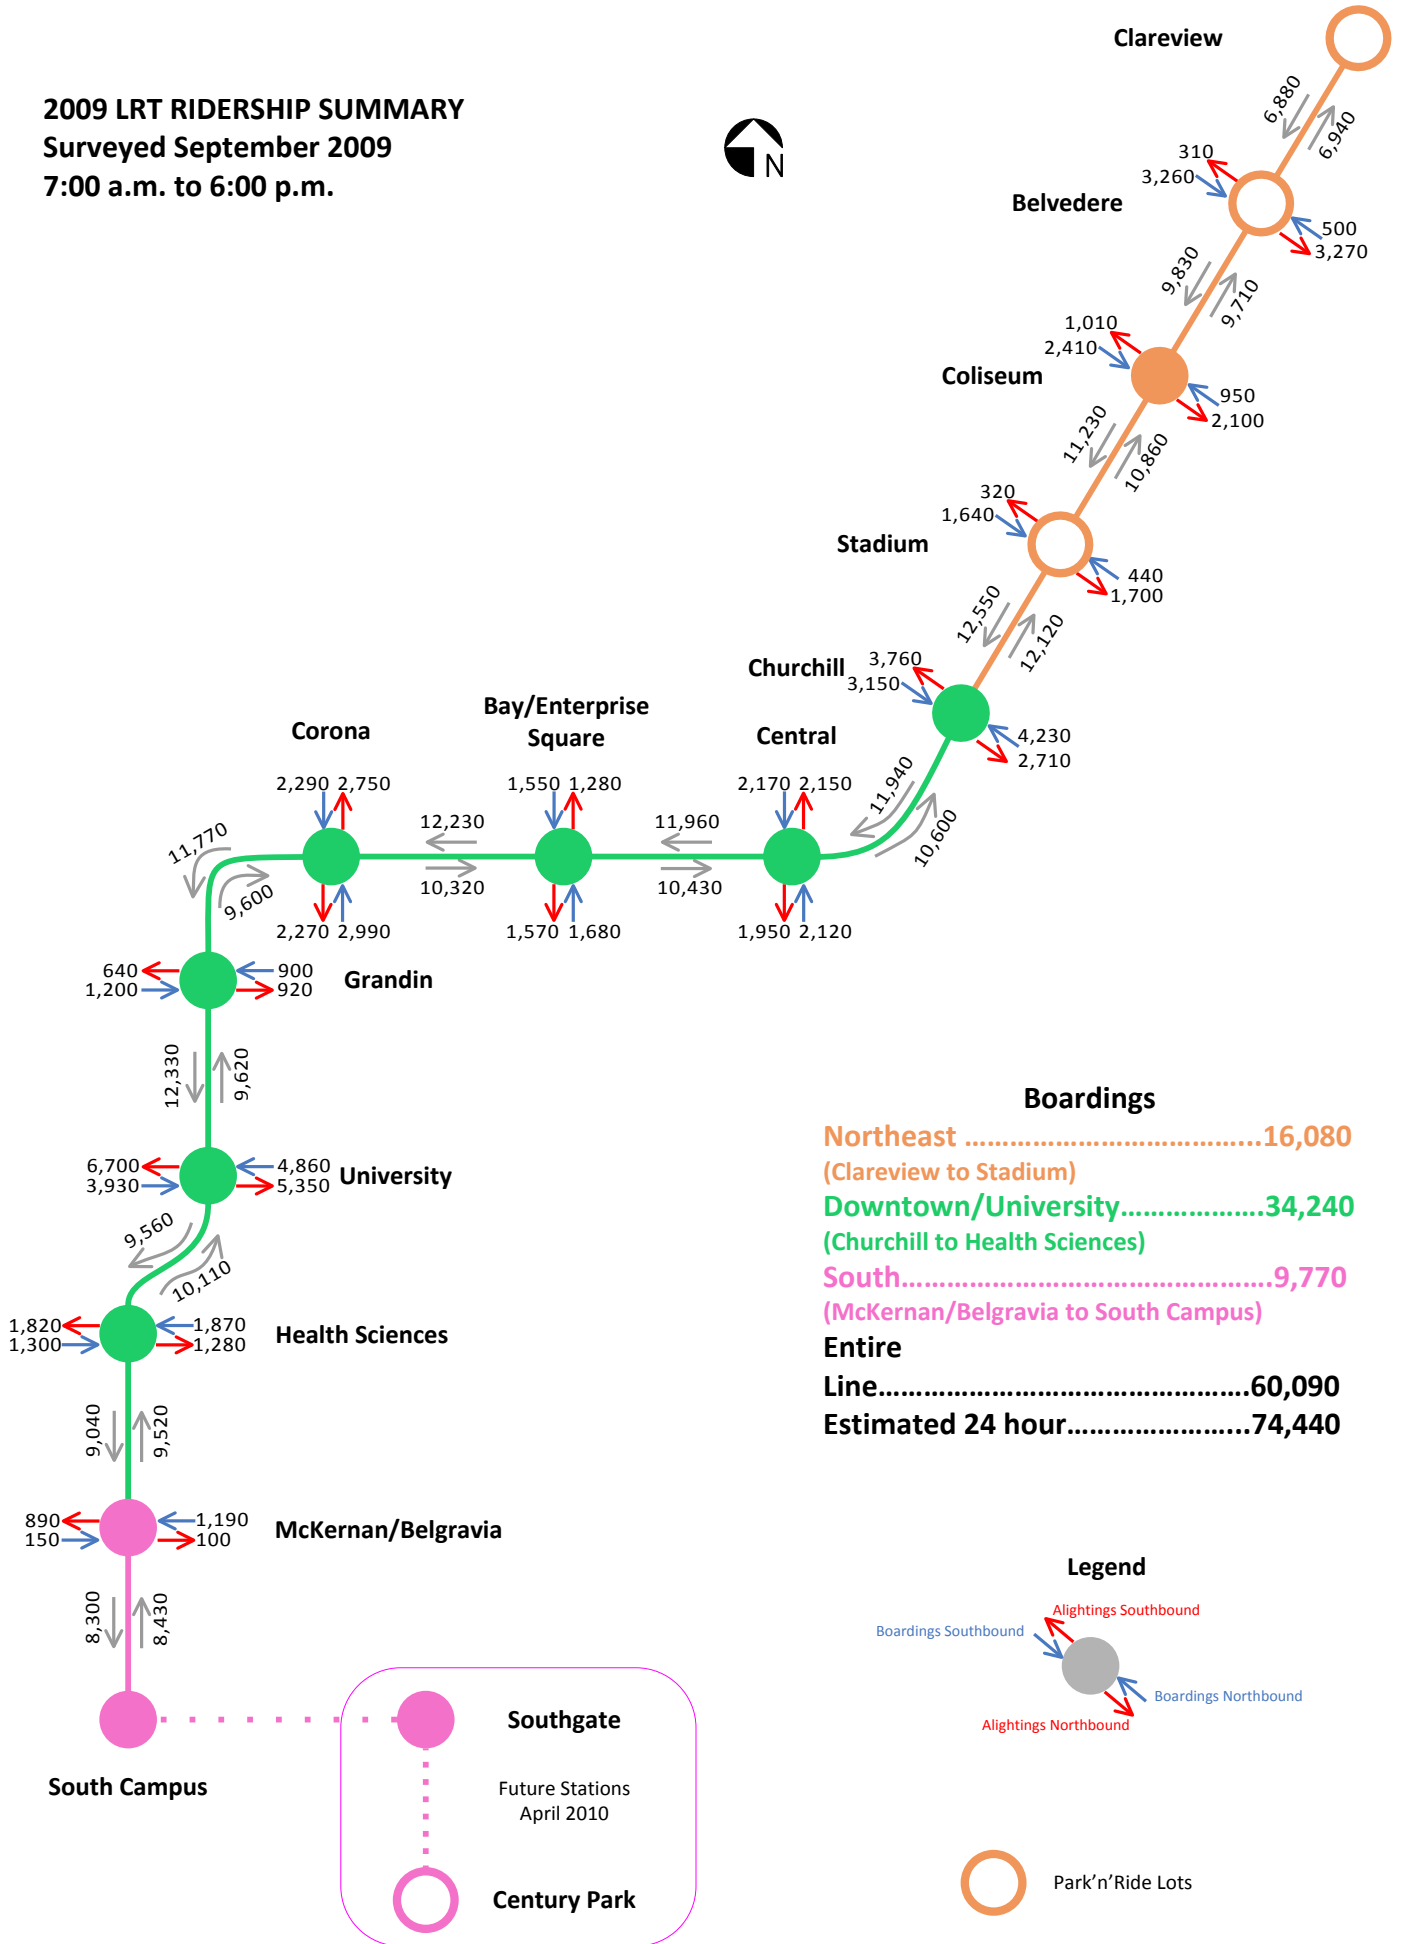 2009 LRT RIDERSHIP SUMMARY
Surveyed September 2009
7:00 a.m. to 6:00 p.m.
N
Clareview
6,880
6,940
310
3,260
Belvedere
500
3,270
9,830
9,710
1,010
2,410
Coliseum
950
2,100
11,230
10,860
320
1,640
Stadium
440
1,700
12,550
12,120
Churchill
3,760
3,150
4,230
2,710
11,940
10,600
Central
2,170 2,150
1,950 2,120
11,960
10,430
Bay/Enterprise
Square
1,550 1,280
1,570 1,680
12,230
10,320
Corona
2,290 2,750
2,270 2,990
11,770
9,600
640
1,200
900
920
Grandin
12,330
9,620
6,700
3,930
4,860
5,350
University
9,560
10,110
1,820
1,300
1,870
1,280
Health Sciences
9,040
9,520
890
150
1,190
100
McKernan/Belgravia
8,300
8,430
South Campus
Southgate
Future Stations
April 2010
Century Park
Boardings
Northeast …………………………………...16,080
(Clareview to Stadium)
Downtown/University……………….34,240
(Churchill to Health Sciences)
South………………………………………….9,770
(McKernan/Belgravia to South Campus)
Entire
Line………………………………………….60,090
Estimated 24 hour…………………...74,440
Legend
Alightings Southbound
Boardings Southbound
Boardings Northbound
Alightings Northbound
Park’n’Ride Lots